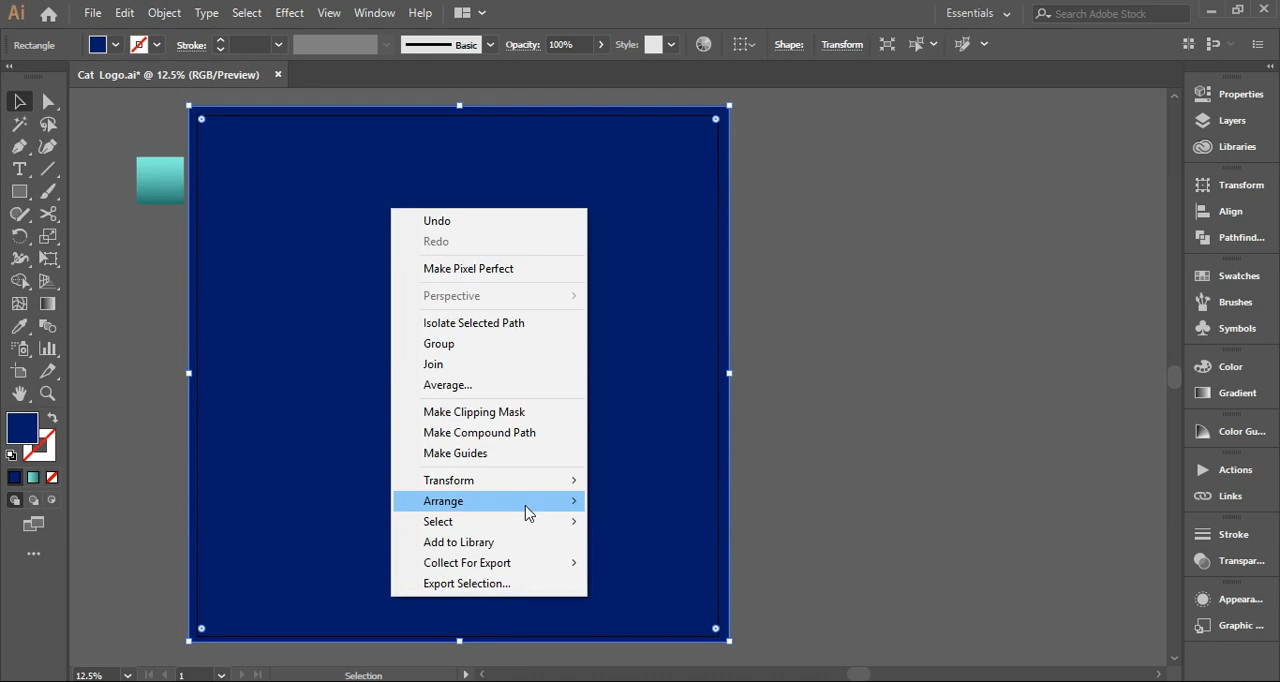 Ai File Edit Object Type Select Effect View Window Help Essentials Search Adobe Stock
Rectangle Stroke: Basic Opacity: 100% Style: Shape: Transform
Cat Logo.ai* @ 12.5% (RGB/Preview) ×
Properties
Layers
Libraries
Transform
Align
Pathfind...
Swatches
Brushes
Symbols
Color
Gradient
Color Gu...
Actions
Links
Stroke
Transpar...
Appeara...
Graphic ...
Undo
Redo
Make Pixel Perfect
Perspective
Isolate Selected Path
Group
Join
Average...
Make Clipping Mask
Make Compound Path
Make Guides
Transform
Arrange
Select
Add to Library
Collect For Export
Export Selection...
12.5% 1 Selection